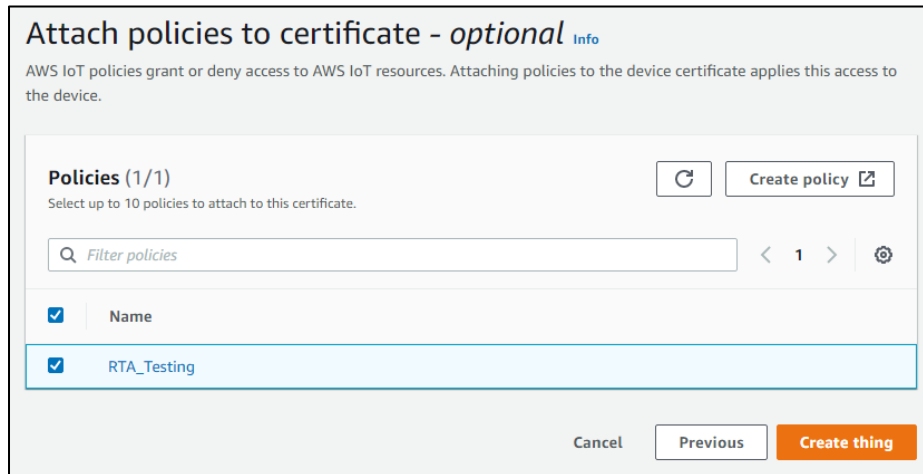 Attach policies to certificate - optional Info
AWS IoT policies grant or deny access to AWS IoT resources. Attaching policies to the device certificate applies this access to
the device.
Policies (1/1)
Create policy
Select up to 10 policies to attach to this certificate.
Filter policies
1
Name
RTA_Testing
Cancel
Previous
Create thing